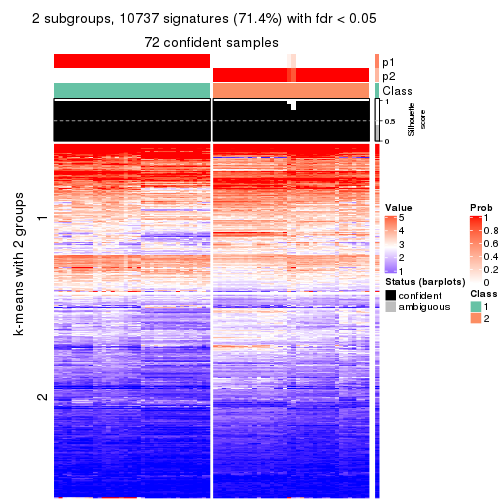 2 subgroups, 10737 signatures (71.4%) with fdr < 0.05
72 confident samples
p1
p2
Class
1
0.5
0
Silhouette
score
k-means with 2 groups
1
2
Value
5
4
3
2
1
Prob
1
0.8
0.6
0.4
0.2
0
Status (barplots)
confident
ambiguous
Class
1
2